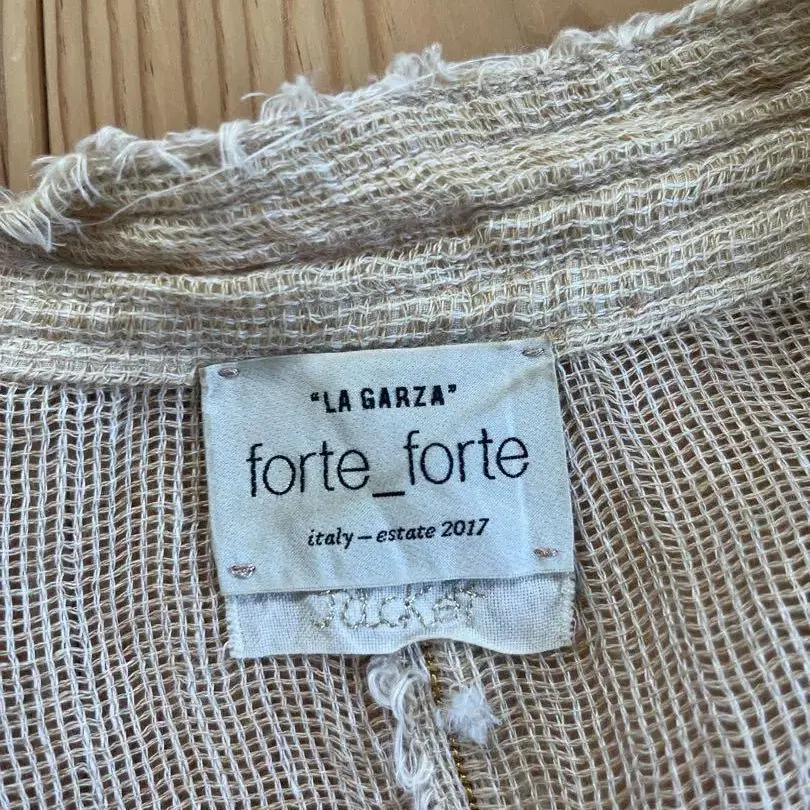 "LA GARZA"
forte_forte
italy – estate 2017
Jacket